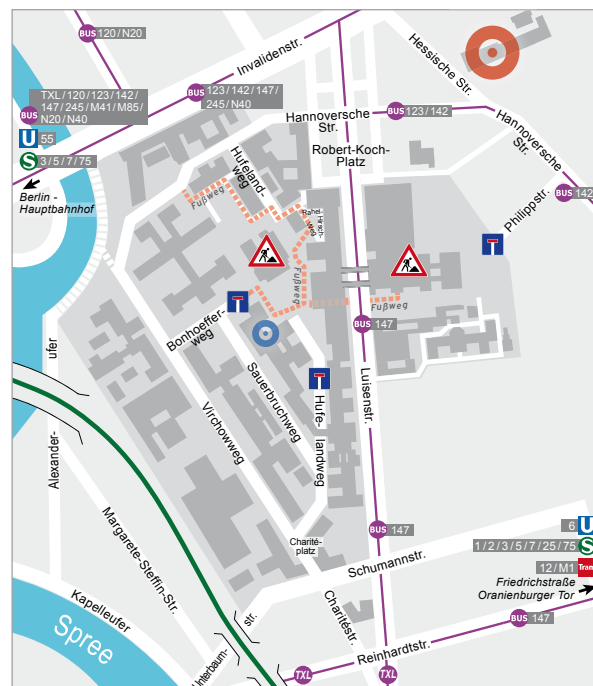 BUS 120/N20
Invalidenstr.
Hessische Str.
TXL/120/123/142/
147/245/M41/M85/
BUS N20/N40
BUS 123/142/147/
245/N40
Hannoversche
Str.
BUS 123/142
Hannoversche
Str.
U 55
S 3/5/7/75
Berlin -
Hauptbahnhof
Robert-Koch-
Platz
Hufeland-
weg
Fußweg
Rahel-
Hirsch-
weg
Philippstr.
BUS 142
Fußweg
Fußweg
Bonhoeffer-
weg
BUS 147
Sauerbruchweg
Hufe-
landweg
Luisenstr.
Virchowweg
Alexander-
ufer
Margarete-Steffin-Str.
Charité-
platz
BUS 147
6 U
1/2/3/5/7/25/75 S
12/M1 Tram
Friedrichstraße
Oranienburger Tor
Schumannstr.
Kapelleufer
Spree
Unterbaum-
str.
Charitéstr.
Reinhardtstr.
BUS 147
TXL
TXL